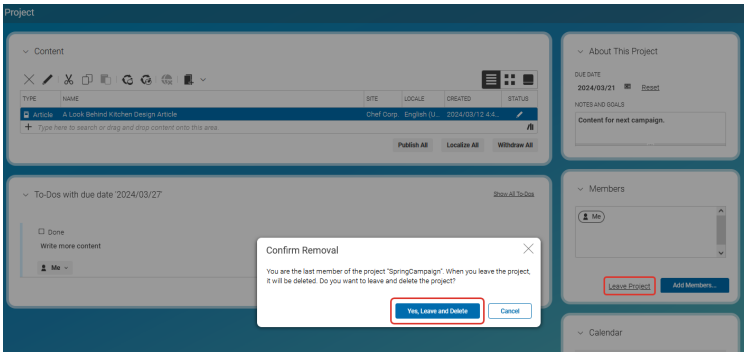 Project
Content
TYPE NAME SITE LOCALE CREATED STATUS
Article A Look Behind Kitchen Design Article Chef Corp. English (U... 2024/03/12 4:4...
Type here to search or drag and drop content onto this area
Publish All Localize All Withdraw All
To-Dos with due date '2024/03/27'
Show All To-Dos
Done
Write more content
Me
Confirm Removal
You are the last member of the project "SpringCampaign". When you leave the project,
it will be deleted. Do you want to leave and delete the project?
Yes, Leave and Delete Cancel
About This Project
DUE DATE
2024/03/21 Reset
NOTES AND GOALS
Content for next campaign.
Members
Me
Leave Project Add Members...
Calendar